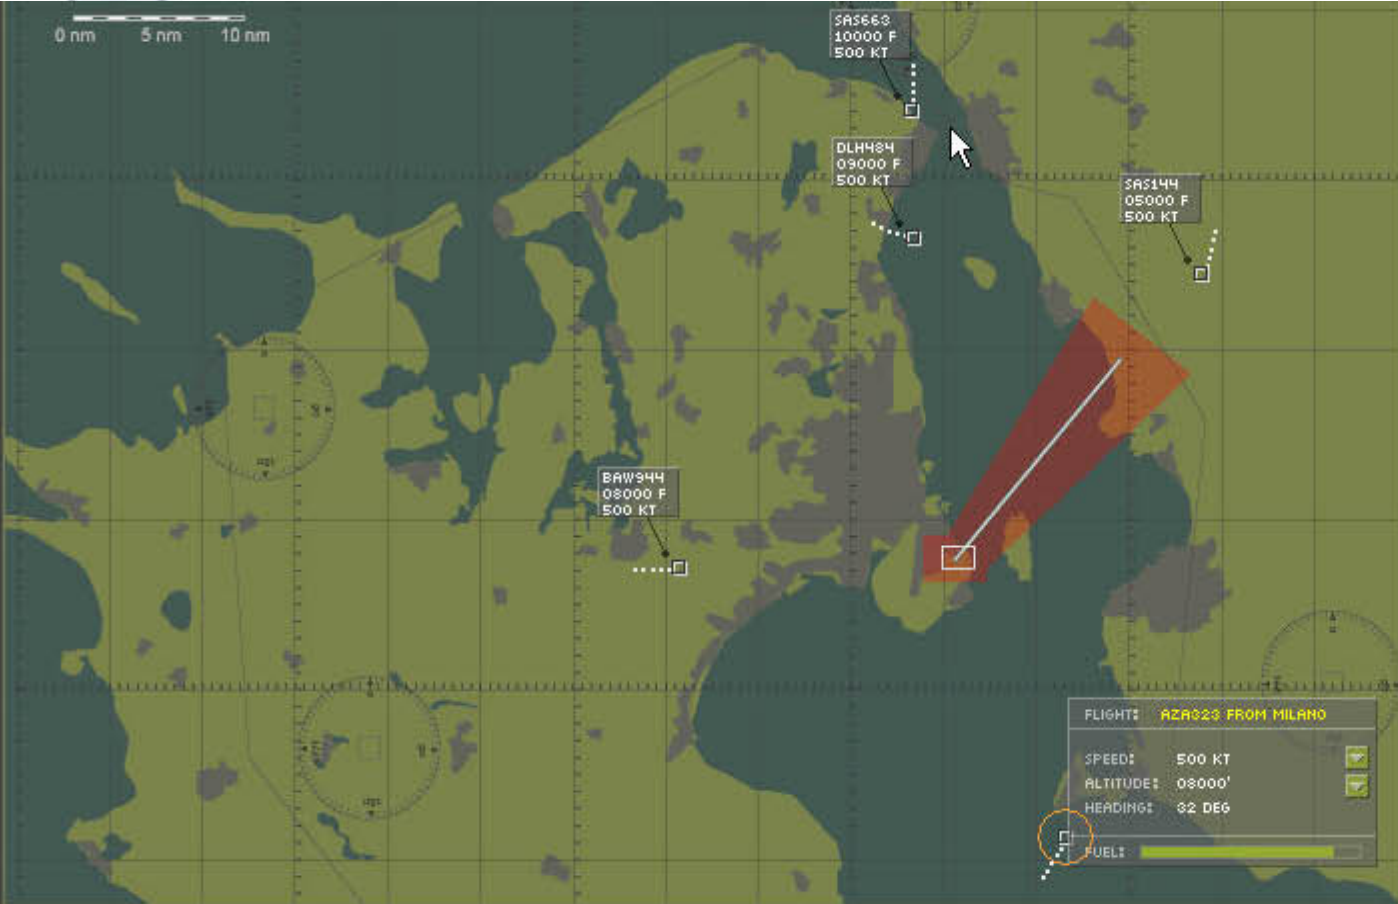 0 nm 5 nm 10 nm
SAS663
10000 F
500 KT
DLH484
09000 F
500 KT
SAS144
05000 F
500 KT
BAW944
08000 F
500 KT
FLIGHT: AZA323 FROM MILANO
SPEED: 500 KT
ALTITUDE: 08000'
HEADING: 32 DEG
FUEL: